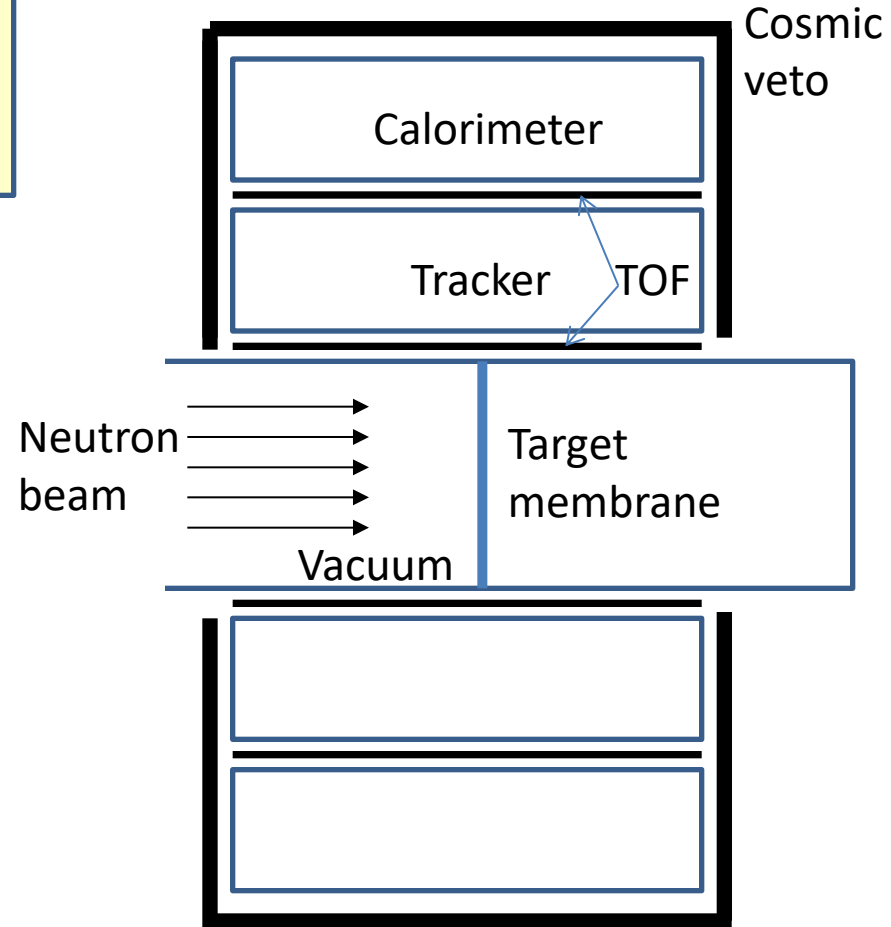 Cosmic
veto
Calorimeter
Tracker
TOF
Neutron
beam
Target
membrane
Vacuum